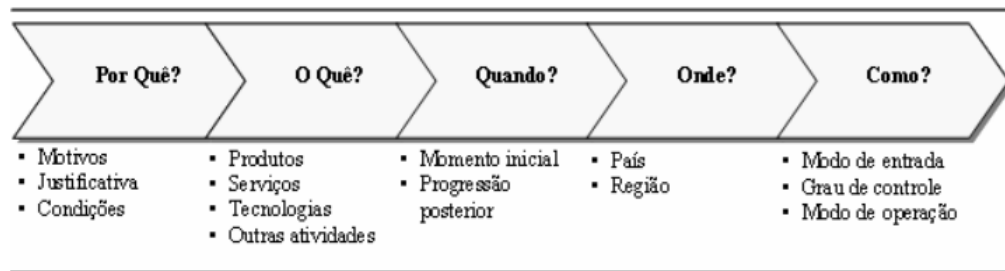 Por Quê?
O Quê?
Quando?
Onde?
Como?
▪ Motivos
▪ Justificativa
▪ Condições
▪ Produtos
▪ Serviços
▪ Tecnologias
▪ Outras atividades
▪ Momento inicial
▪ Progressão
posterior
▪ País
▪ Região
▪ Modo de entrada
▪ Grau de controle
▪ Modo de operação